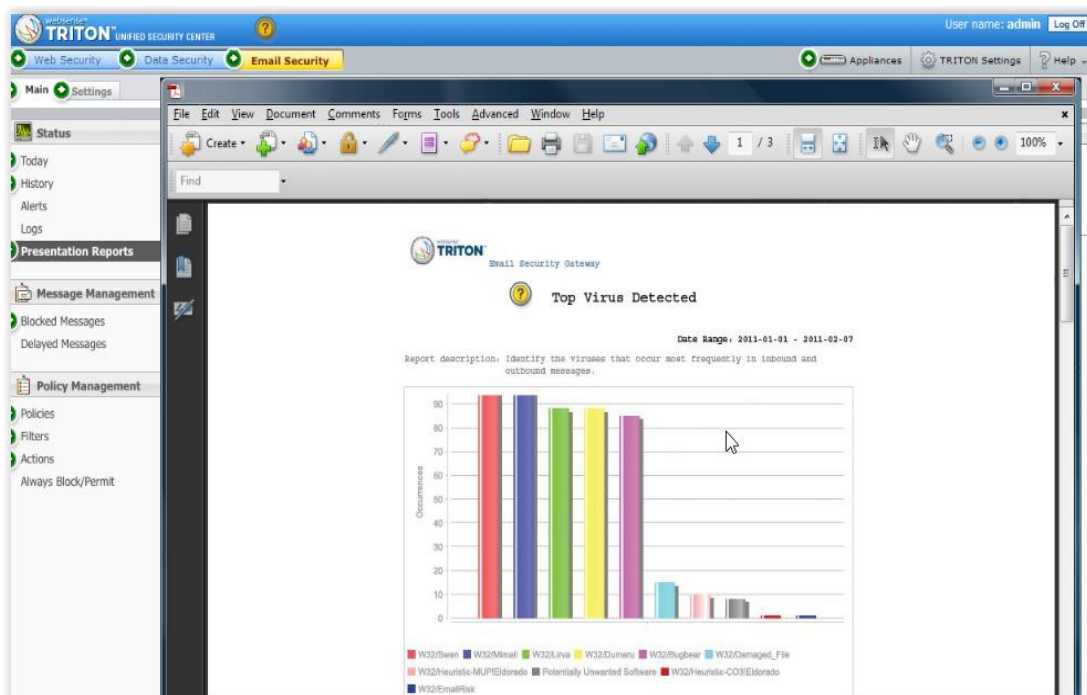 websense®
TRITON™ UNIFIED SECURITY CENTER
?
User name: admin Log Off
Web Security Data Security Email Security Appliances TRITON Settings Help
Main Settings
Status
Today
History
Alerts
Logs
Presentation Reports
Message Management
Blocked Messages
Delayed Messages
Policy Management
Policies
Filters
Actions
Always Block/Permit
File Edit View Document Comments Forms Tools Advanced Window Help x
Create 1 / 3 100%
Find
websense
TRITON™
Email Security Gateway
? Top Virus Detected
Date Range: 2011-01-01 - 2011-02-07
Report description: Identify the viruses that occur most frequently in inbound and
outbound messages.
Occurrences
90
80
70
60
50
40
30
20
10
0
W32/Swen W32/Mimail W32/Lirva W32/Dumaru W32/Bugbear W32/Damaged_File
W32/Heuristic-MUP!Eldorado Potentially Unwanted Software W32/Heuristic-CO3!Eldorado
W32/EmailRisk